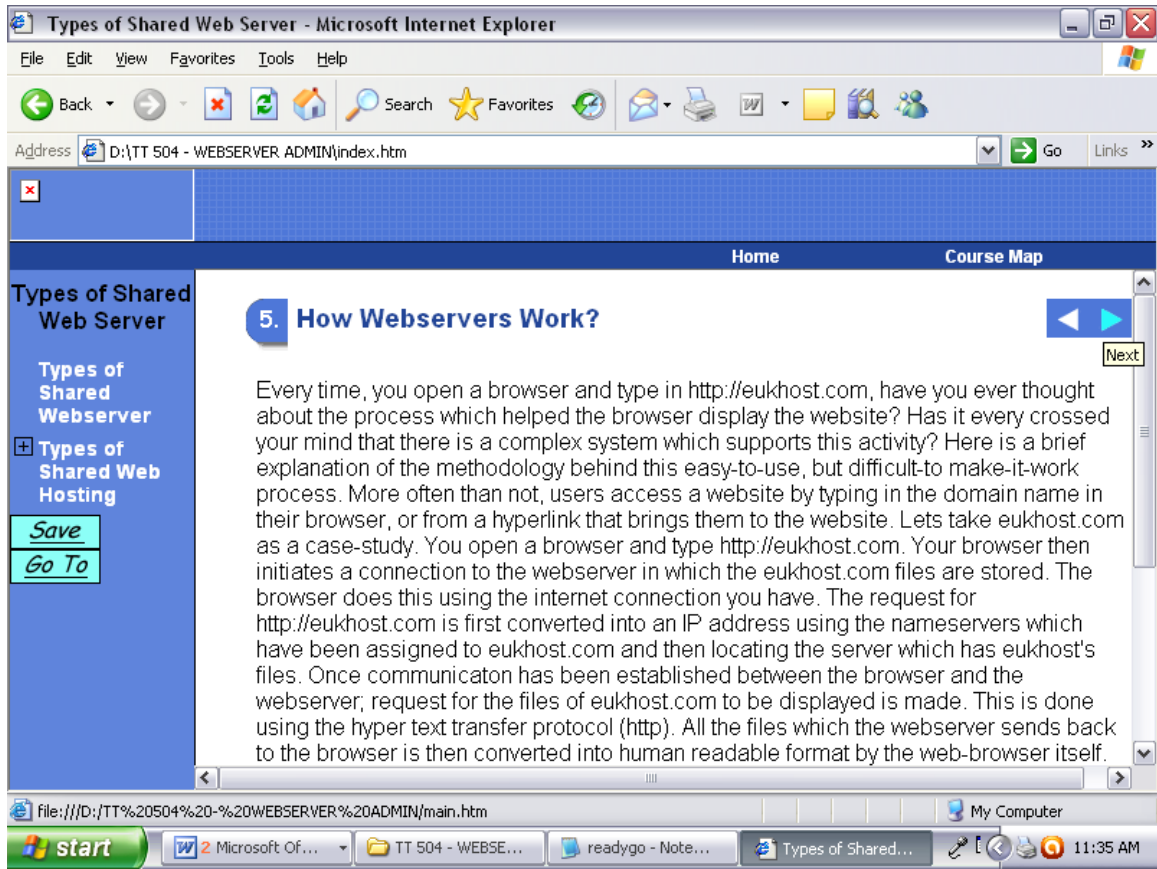 Types of Shared Web Server - Microsoft Internet Explorer
File Edit View Favorites Tools Help
Back Search Favorites
Address D:\TT 504 - WEBSERVER ADMIN\index.htm Go Links »
Home Course Map
Types of Shared
Web Server
Types of
Shared
Webserver
Types of
Shared Web
Hosting
Save
Go To
5. How Webservers Work?
Next
Every time, you open a browser and type in http://eukhost.com, have you ever thought
about the process which helped the browser display the website? Has it every crossed
your mind that there is a complex system which supports this activity? Here is a brief
explanation of the methodology behind this easy-to-use, but difficult-to make-it-work
process. More often than not, users access a website by typing in the domain name in
their browser, or from a hyperlink that brings them to the website. Lets take eukhost.com
as a case-study. You open a browser and type http://eukhost.com. Your browser then
initiates a connection to the webserver in which the eukhost.com files are stored. The
browser does this using the internet connection you have. The request for
http://eukhost.com is first converted into an IP address using the nameservers which
have been assigned to eukhost.com and then locating the server which has eukhost's
files. Once communicaton has been established between the browser and the
webserver; request for the files of eukhost.com to be displayed is made. This is done
using the hyper text transfer protocol (http). All the files which the webserver sends back
to the browser is then converted into human readable format by the web-browser itself.
file:///D:/TT%20504%20-%20WEBSERVER%20ADMIN/main.htm My Computer
start 2 Microsoft Of... TT 504 - WEBSE... readygo - Note... Types of Shared... 11:35 AM